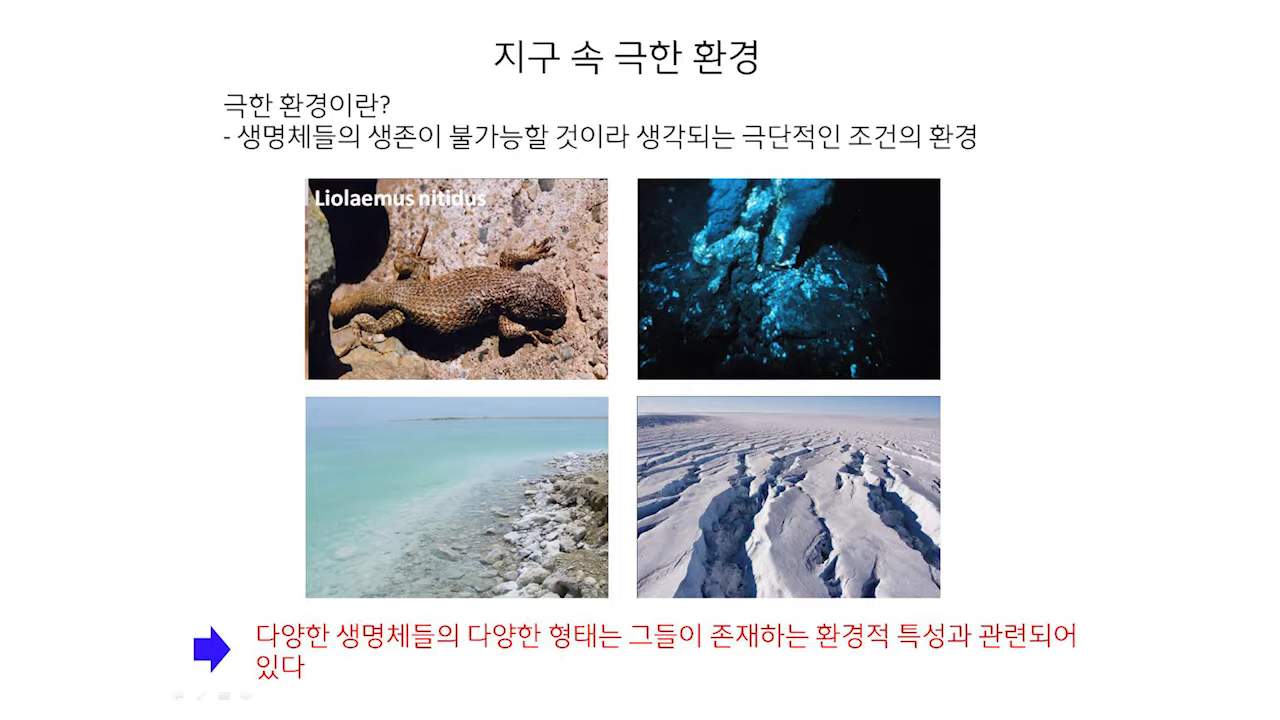 지구 속 극한 환경
극한 환경이란?
- 생명체들의 생존이 불가능할 것이라 생각되는 극단적인 조건의 환경
Liolaemus nitidus
다양한 생명체들의 다양한 형태는 그들이 존재하는 환경적 특성과 관련되어
있다